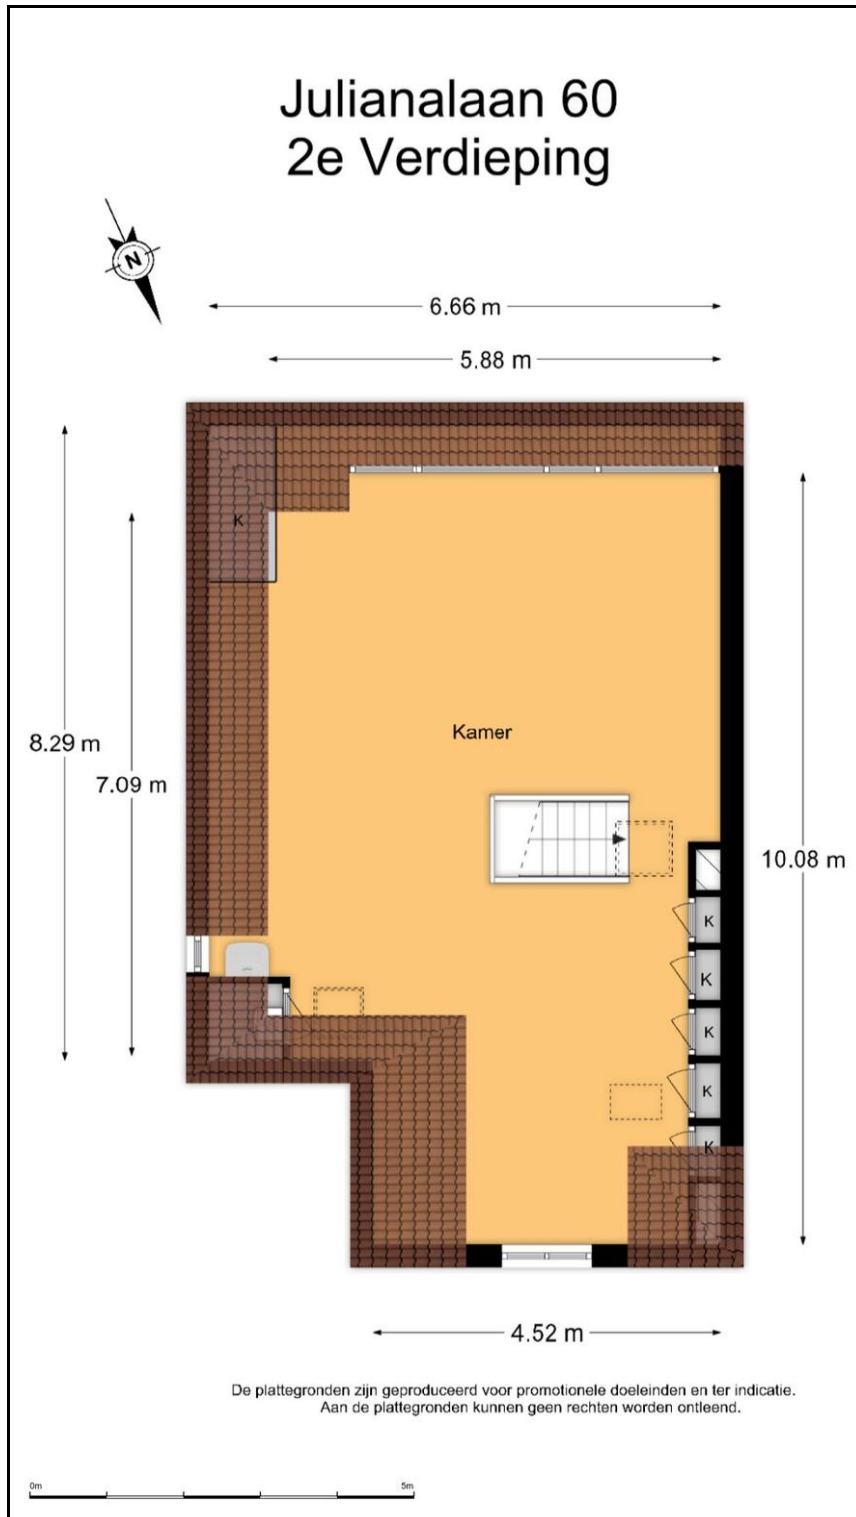 Julianalaan 60
2e Verdieping
N
6.66 m
5.88 m
K
Kamer
8.29 m
7.09 m
10.08 m
K
K
K
K
K
4.52 m
De plattegronden zijn geproduceerd voor promotionele doeleinden en ter indicatie.
Aan de plattegronden kunnen geen rechten worden ontleend.
0m 5m